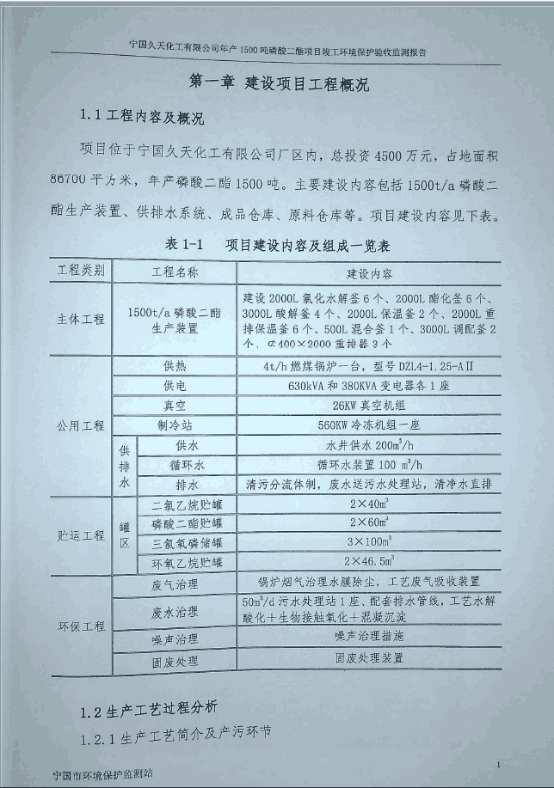 宁国久天化工有限公司年产1500吨磷酸二酯项目竣工环境保护验收监测报告
第一章 建设项目工程概况
1.1工程内容及概况
项目位于宁国久天化工有限公司厂区内，总投资4500万元，占地面积
86700平方米，年产磷酸二酯1500吨。主要建设内容包括1500t/a磷酸二
酯生产装置、供排水系统、成品仓库、原料仓库等。项目建设内容见下表。
表1-1 项目建设内容及组成一览表
工程类别 工程名称 建设内容
主体工程 1500t/a磷酸二酯
生产装置
建设2000L氯化水解釜6个、2000L酯化釜6个、
3000L酸解釜4个、2000L保温釜2个、2000L重
排保温釜6个、500L混合釜1个、3000L调配釜2
个、⊄400×2000重排器3个
公用工程
供热 4t/h燃煤锅炉一台，型号DZL4-1.25-AⅡ
供电 630kVA和380KVA变电器各1座
真空 26KW真空机组
制冷站 560KW冷冻机组一座
供排水
供水 水井供水200m³/h
循环水 循环水装置100 m³/h
排水 清污分流体制，废水送污水处理站，清净水直排
贮运工程
罐区
二氯乙烷贮罐 2×40m³
磷酸二酯贮罐 2×60m³
三氯氧磷储罐 3×100m³
环氧乙烷贮罐 2×46.5m³
环保工程
废气治理 锅炉烟气治理水膜除尘，工艺废气吸收装置
废水治理 50m³/d污水处理站1座、配套排水管线，工艺水解
酸化＋生物接触氧化＋混凝沉淀
噪声治理 噪声治理措施
固废处理 固废处理装置
1.2生产工艺过程分析
1.2.1生产工艺简介及产污环节
1
宁国市环境保护监测站